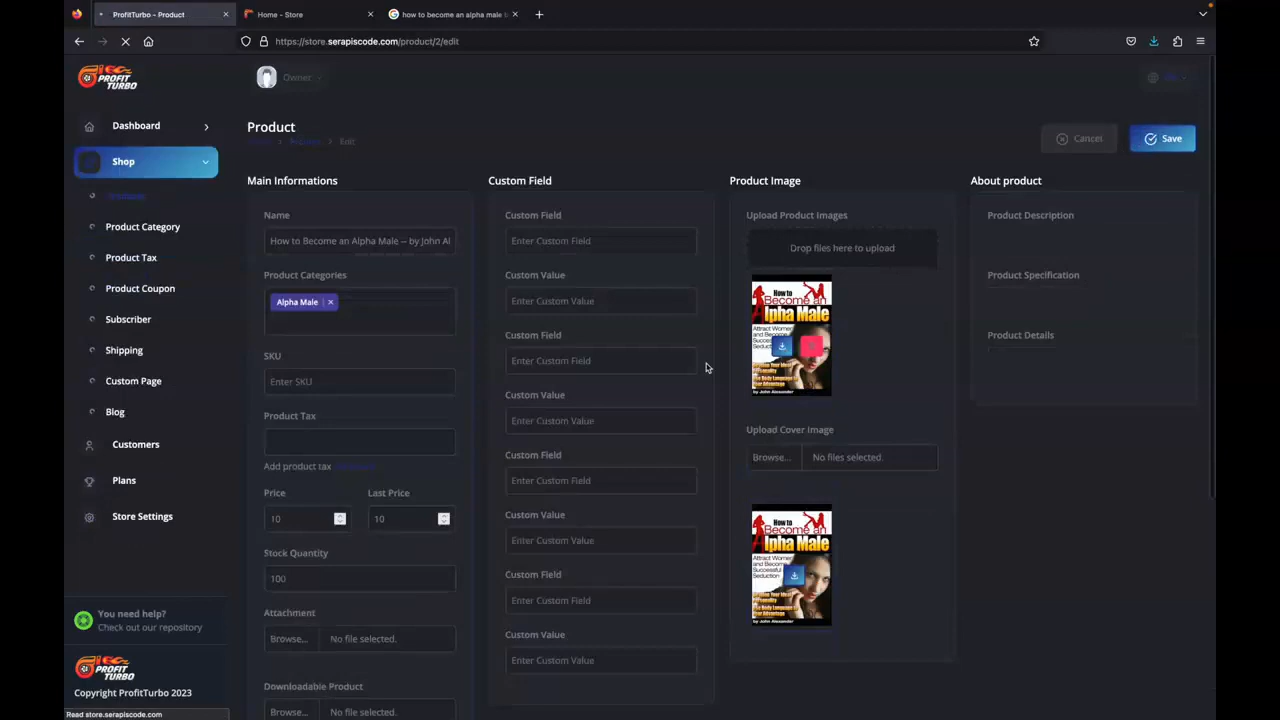 ProfitTurbo - Product
Home - Store
how to become an alpha male
https://store.serapiscode.com/product/2/edit
PROFIT
TURBO
Owner
Dashboard
Shop
Product Category
Product Tax
Product Coupon
Subscriber
Shipping
Custom Page
Blog
Customers
Plans
Store Settings
You need help?
Check out our repository
PROFIT
TURBO
Copyright ProfitTurbo 2023
Read store.serapiscode.com
Product
Edit
Cancel
Save
Main Informations
Name
How to Become an Alpha Male – by John Al
Product Categories
Alpha Male
SKU
Enter SKU
Product Tax
Add product tax
Price
Last Price
10
10
Stock Quantity
100
Attachment
Browse...
No file selected.
Downloadable Product
Browse...
No file selected.
Custom Field
Custom Field
Enter Custom Field
Custom Value
Enter Custom Value
Custom Field
Enter Custom Field
Custom Value
Enter Custom Value
Custom Field
Enter Custom Field
Custom Value
Enter Custom Value
Custom Field
Enter Custom Field
Custom Value
Enter Custom Value
Product Image
Upload Product Images
Drop files here to upload
How to
Become an
Alpha Male
Attract Women
and Become
Success
Seduct
by John Alexander
Upload Cover Image
Browse...
No files selected.
How to
Become an
Alpha Male
Attract Women
and Become
Successful
Seduction
by John Alexander
About product
Product Description
Product Specification
Product Details